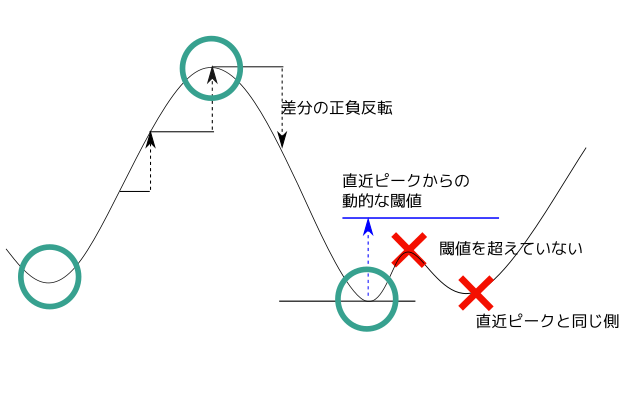 差分の正負反転
直近ピークからの
動的な閾値
閾値を超えていない
直近ピークと同じ側